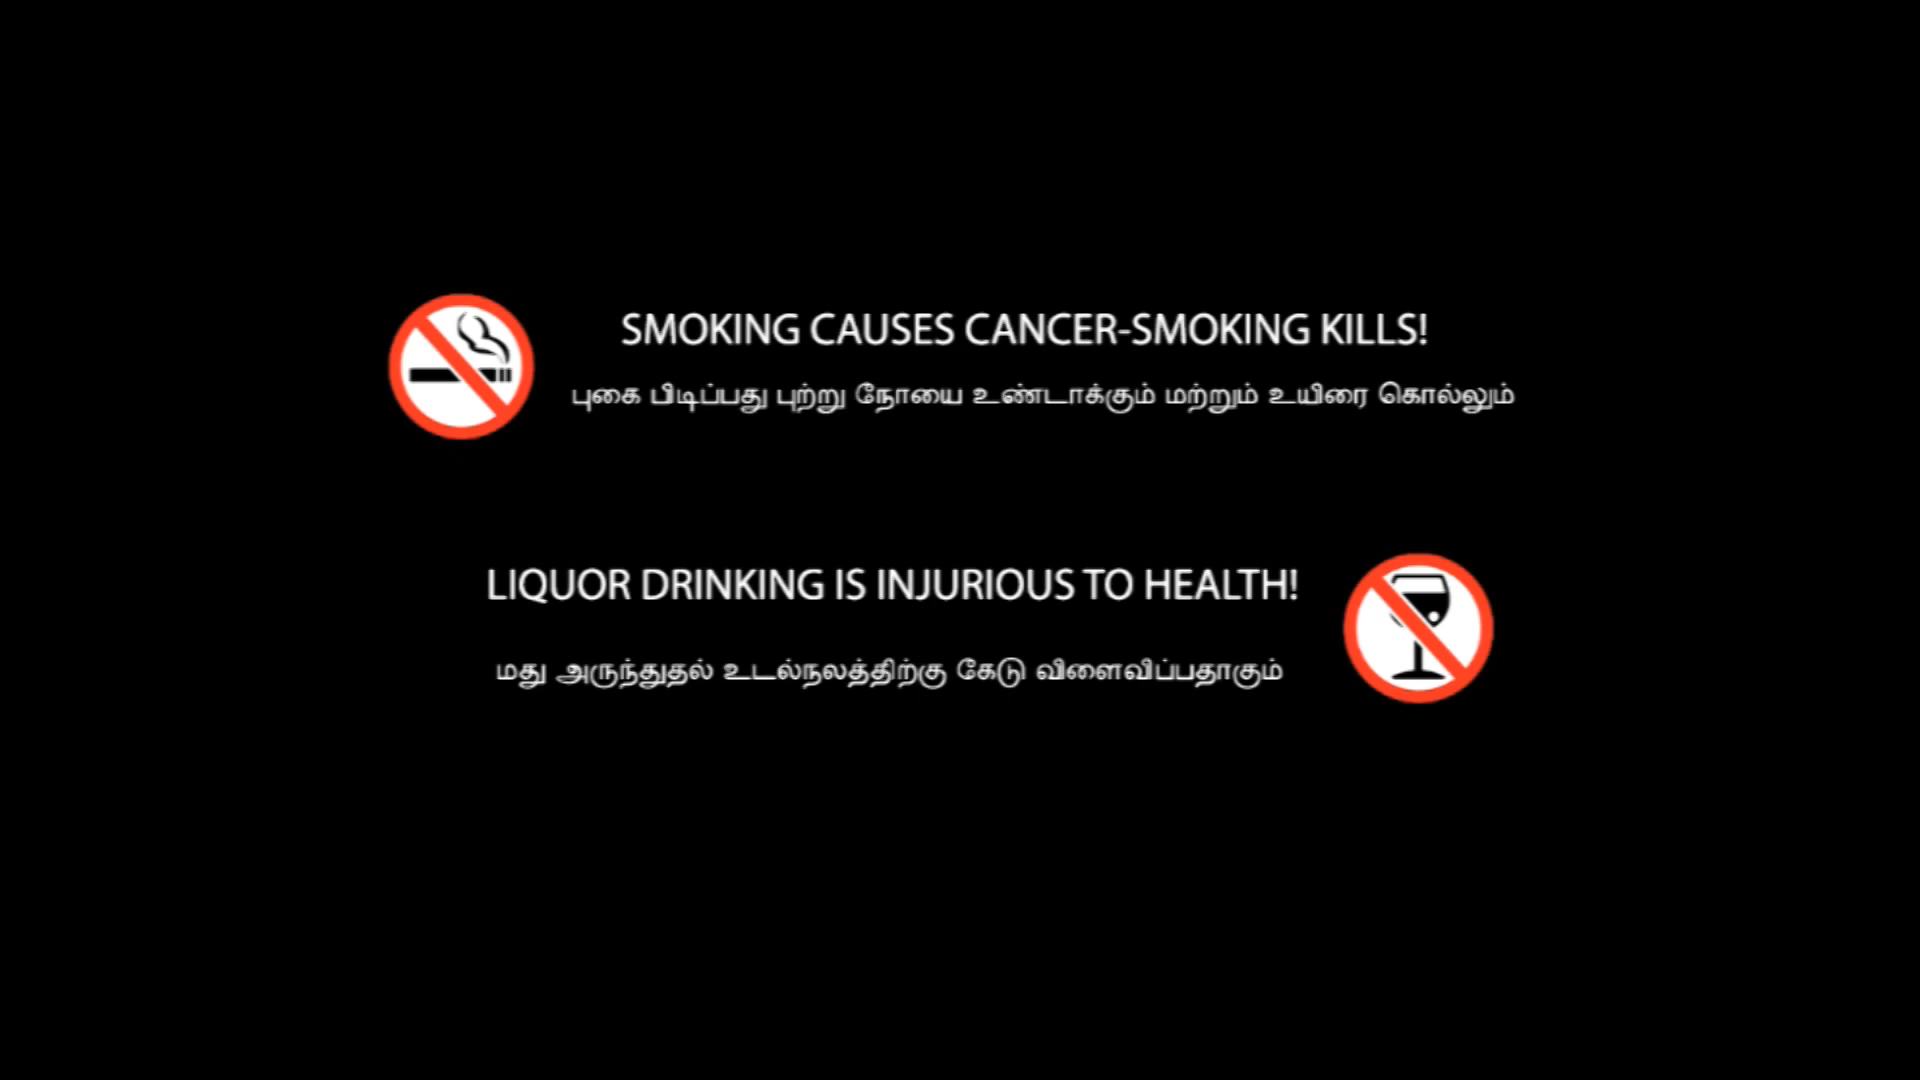 SMOKING CAUSES CANCER-SMOKING KILLS!
புகை பிடிப்பது புற்று நோயை உண்டாக்கும் மற்றும் உயிரை கொல்லும்
LIQUOR DRINKING IS INJURIOUS TO HEALTH!
மது அருந்துதல் உடல்நலத்திற்கு கேடு விளைவிப்பதாகும்